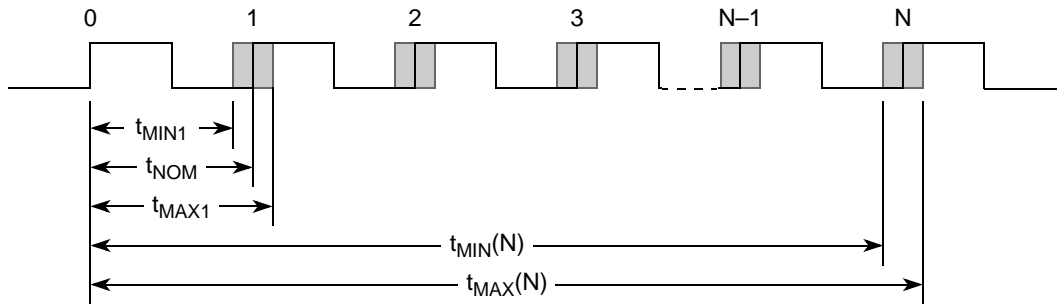 0 1 2 3 N–1 N
tMIN1
tNOM
tMAX1
tMIN(N)
tMAX(N)